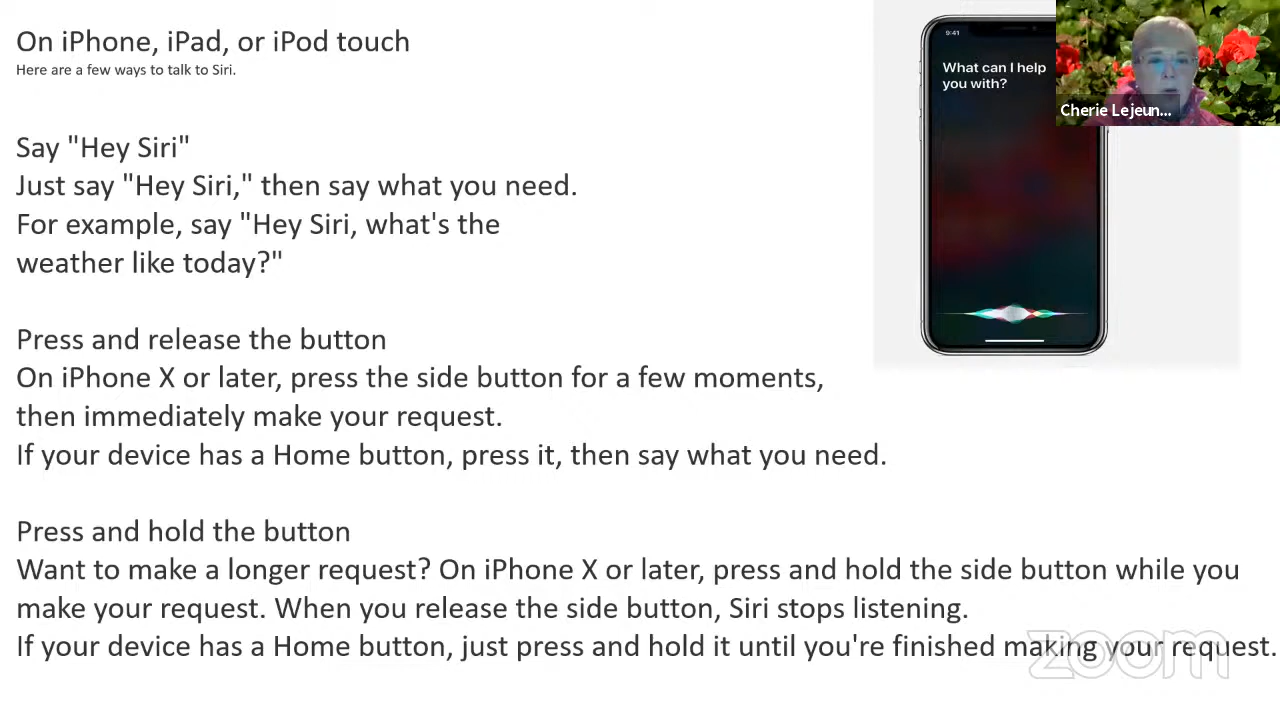 On iPhone, iPad, or iPod touch
Here are a few ways to talk to Siri.
Say "Hey Siri"
Just say "Hey Siri," then say what you need.
For example, say "Hey Siri, what's the
weather like today?"
Press and release the button
On iPhone X or later, press the side button for a few moments,
then immediately make your request.
If your device has a Home button, press it, then say what you need.
Press and hold the button
Want to make a longer request? On iPhone X or later, press and hold the side button while you
make your request. When you release the side button, Siri stops listening.
If your device has a Home button, just press and hold it until you're finished making your request.
9:41
What can I help
you with?
Cherie Lejeun...
zoom